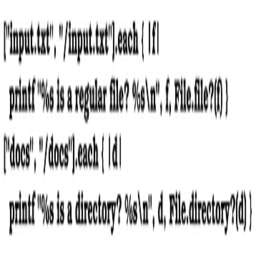 ["input.txt", "/input.txt"].each { |f|
printf "%s is a regular file? %s\n", f, File.file?(f) }
["docs", "/docs"].each { |d|
printf "%s is a directory? %s\n", d, File.directory?(d) }